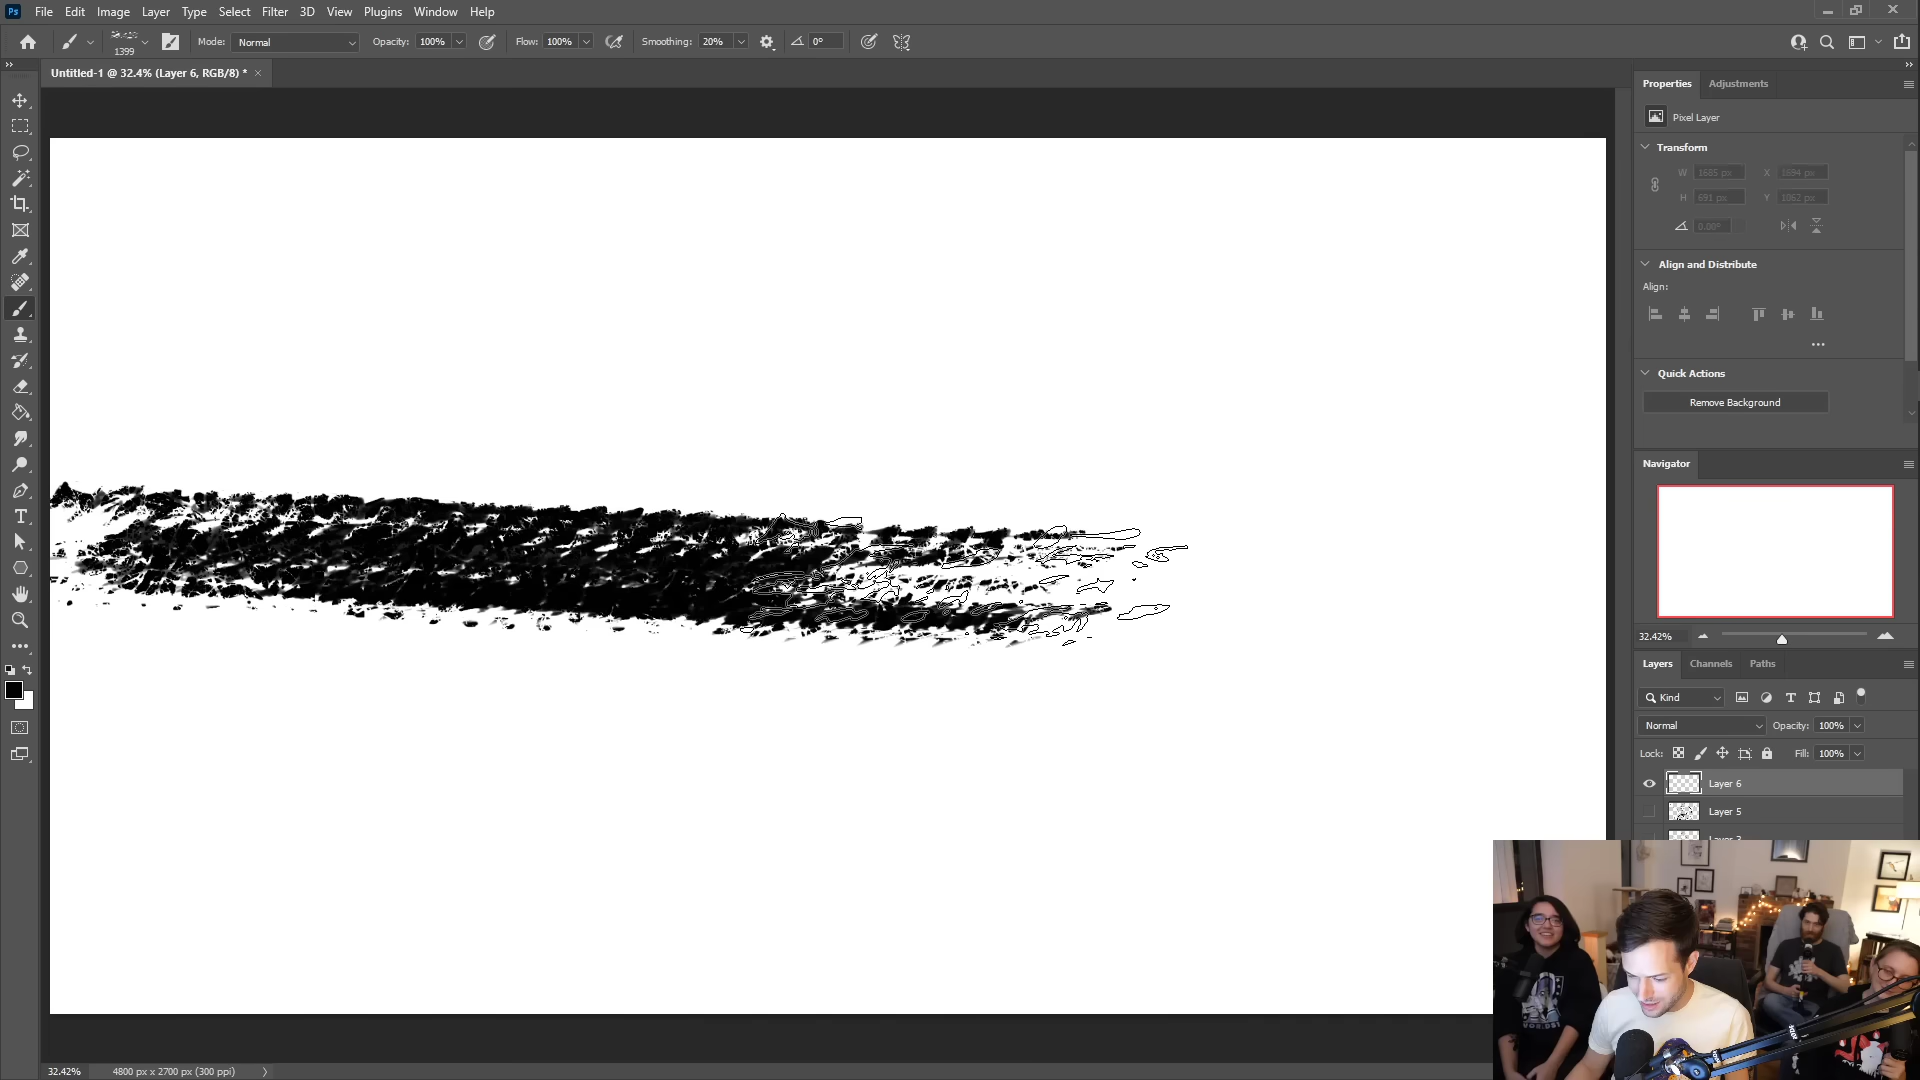 Ps File Edit Image Layer Type Select Filter 3D View Plugins Window Help
1399 Mode: Normal Opacity: 100% Flow: 100% Smoothing: 20% 0°
Untitled-1 @ 32.4% (Layer 6, RGB/8) * ×
Properties Adjustments
Pixel Layer
Transform
W 1685 px X 1894 px
H 691 px Y 1062 px
0.00°
Align and Distribute
Align:
Quick Actions
Remove Background
Navigator
32.42%
Layers Channels Paths
Kind
Normal Opacity: 100%
Lock: Fill: 100%
Layer 6
Layer 5
32.42% 4800 px x 2700 px (300 ppi)